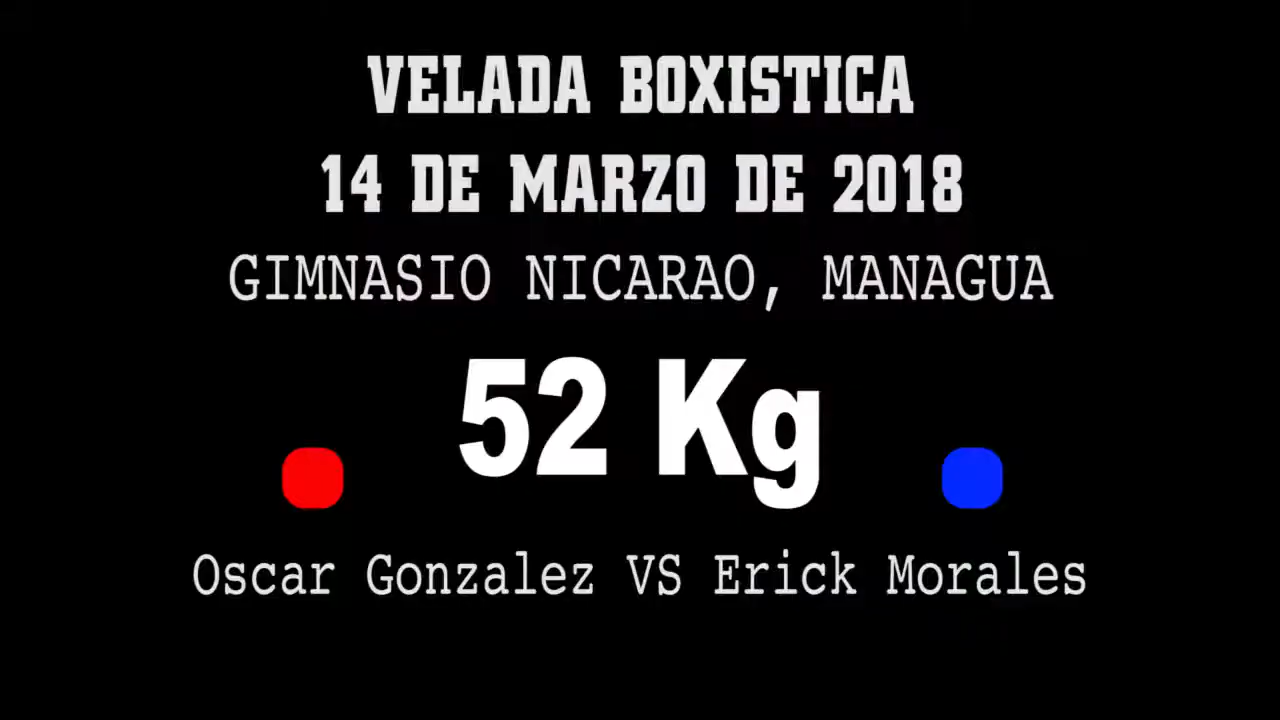 VELADA BOXISTICA
14 DE MARZO DE 2018
GIMNASIO NICARAO, MANAGUA
52 Kg
Oscar Gonzalez VS Erick Morales